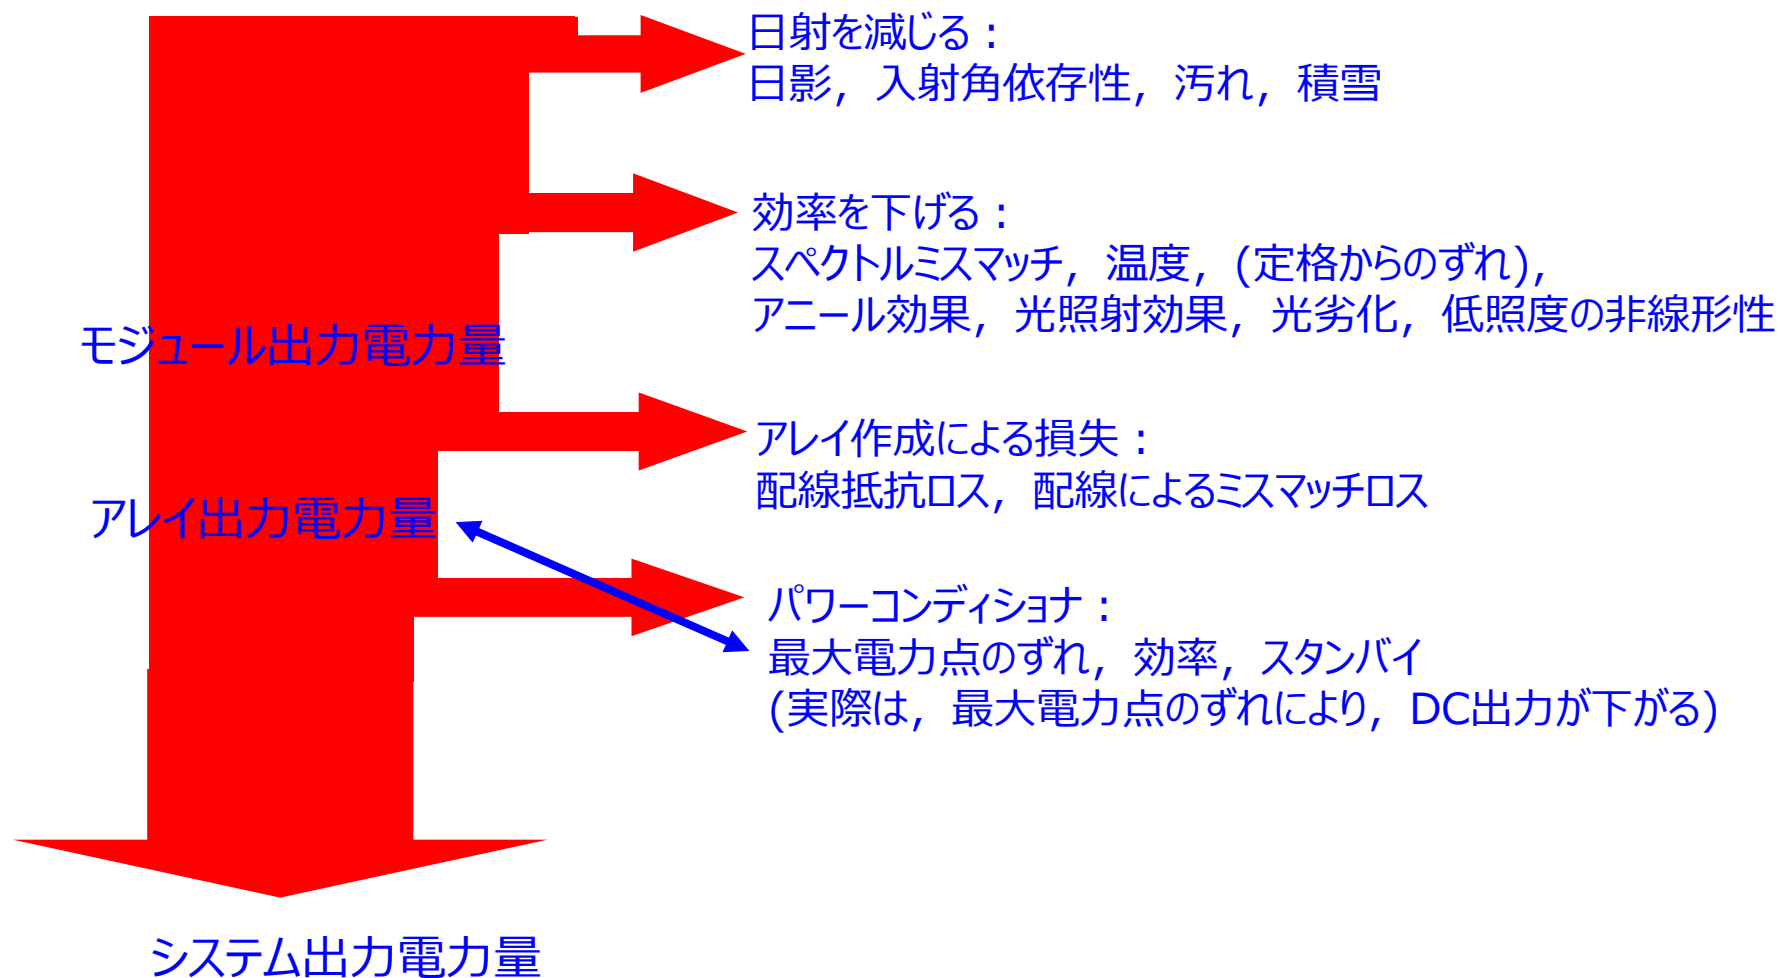 日射を減じる：
日影，入射角依存性，汚れ，積雪
効率を下げる：
スペクトルミスマッチ，温度，(定格からのずれ)，
アニール効果，光照射効果，光劣化，低照度の非線形性
モジュール出力電力量
アレイ作成による損失：
配線抵抗ロス，配線によるミスマッチロス
アレイ出力電力量
パワーコンディショナ：
最大電力点のずれ，効率，スタンバイ
(実際は，最大電力点のずれにより，DC出力が下がる)
システム出力電力量